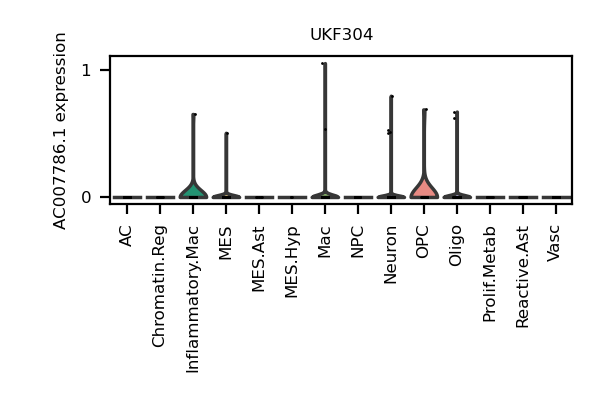 UKF304
AC007786.1 expression
1
0
AC
Chromatin.Reg
Inflammatory.Mac
MES
MES.Ast
MES.Hyp
Mac
NPC
Neuron
OPC
Oligo
Prolif.Metab
Reactive.Ast
Vasc